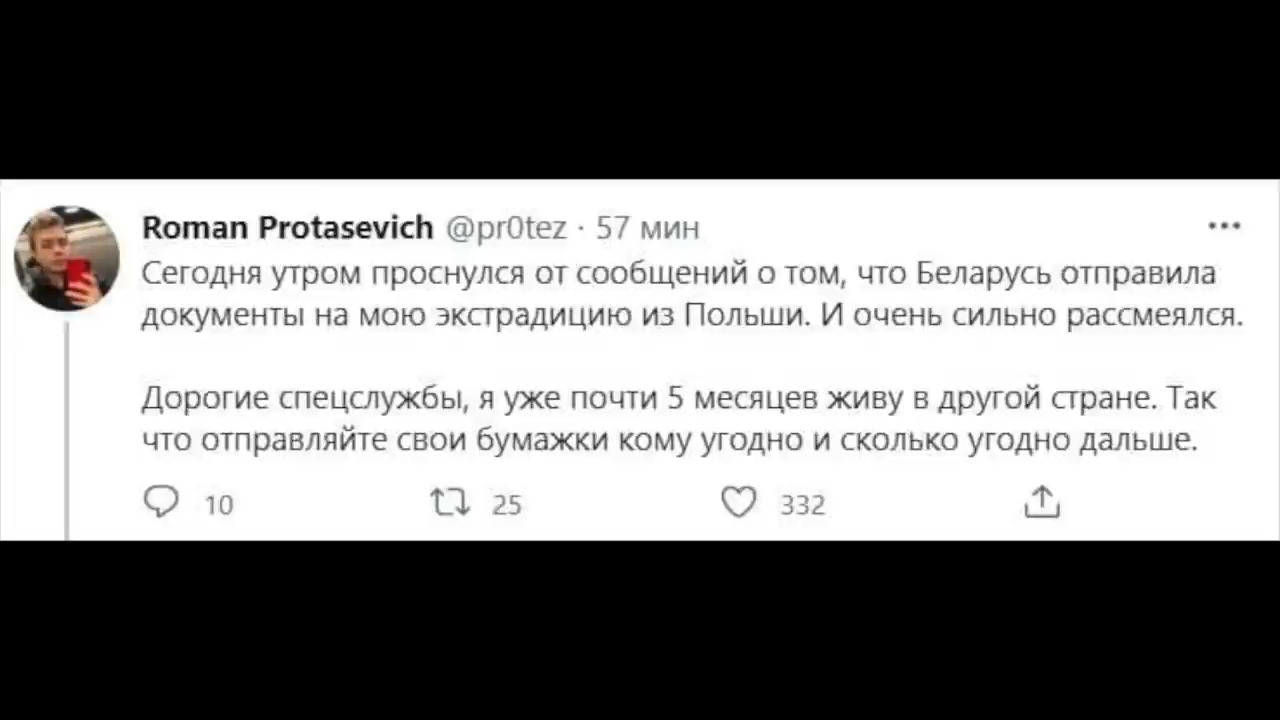 Roman Protasevich @pr0tez · 57 мин
Сегодня утром проснулся от сообщений о том, что Беларусь отправила
документы на мою экстрадицию из Польши. И очень сильно рассмеялся.
Дорогие спецслужбы, я уже почти 5 месяцев живу в другой стране. Так
что отправляйте свои бумажки кому угодно и сколько угодно дальше.
10 25 332